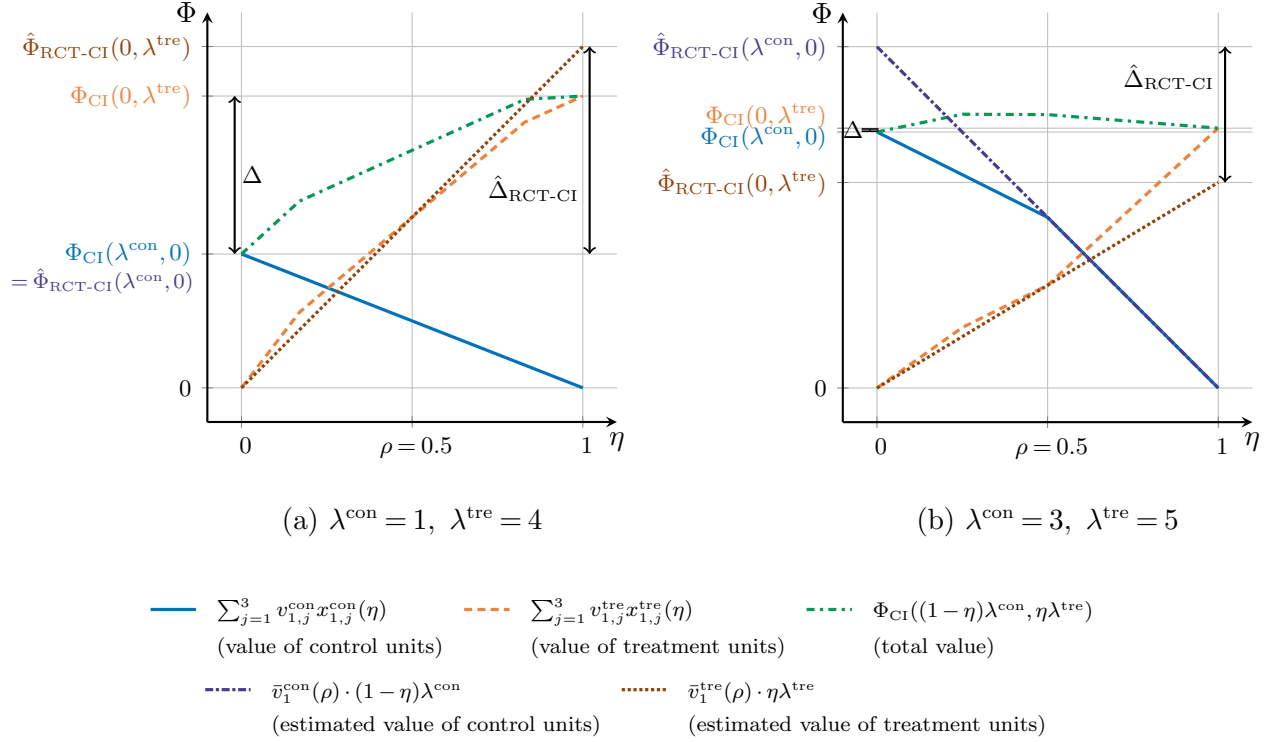 Φ
Φ̂_RCT-CI(0, λ^tre)
Φ_CI(0, λ^tre)
Δ
Δ̂_RCT-CI
Φ_CI(λ^con, 0)
= Φ̂_RCT-CI(λ^con, 0)
0
0 ρ = 0.5 1 η
(a) λ^con = 1, λ^tre = 4
Φ
Φ̂_RCT-CI(λ^con, 0)
Δ̂_RCT-CI
Φ_CI(0, λ^tre)
Φ_CI(λ^con, 0)
Δ
Φ̂_RCT-CI(0, λ^tre)
0
0 ρ = 0.5 1 η
(b) λ^con = 3, λ^tre = 5
∑_{j=1}^{3} v_{1,j}^{con} x_{1,j}^{con}(η)
(value of control units)
∑_{j=1}^{3} v_{1,j}^{tre} x_{1,j}^{tre}(η)
(value of treatment units)
Φ_CI((1 − η)λ^con, ηλ^tre)
(total value)
v̄_1^{con}(ρ) · (1 − η)λ^con
(estimated value of control units)
v̄_1^{tre}(ρ) · ηλ^tre
(estimated value of treatment units)